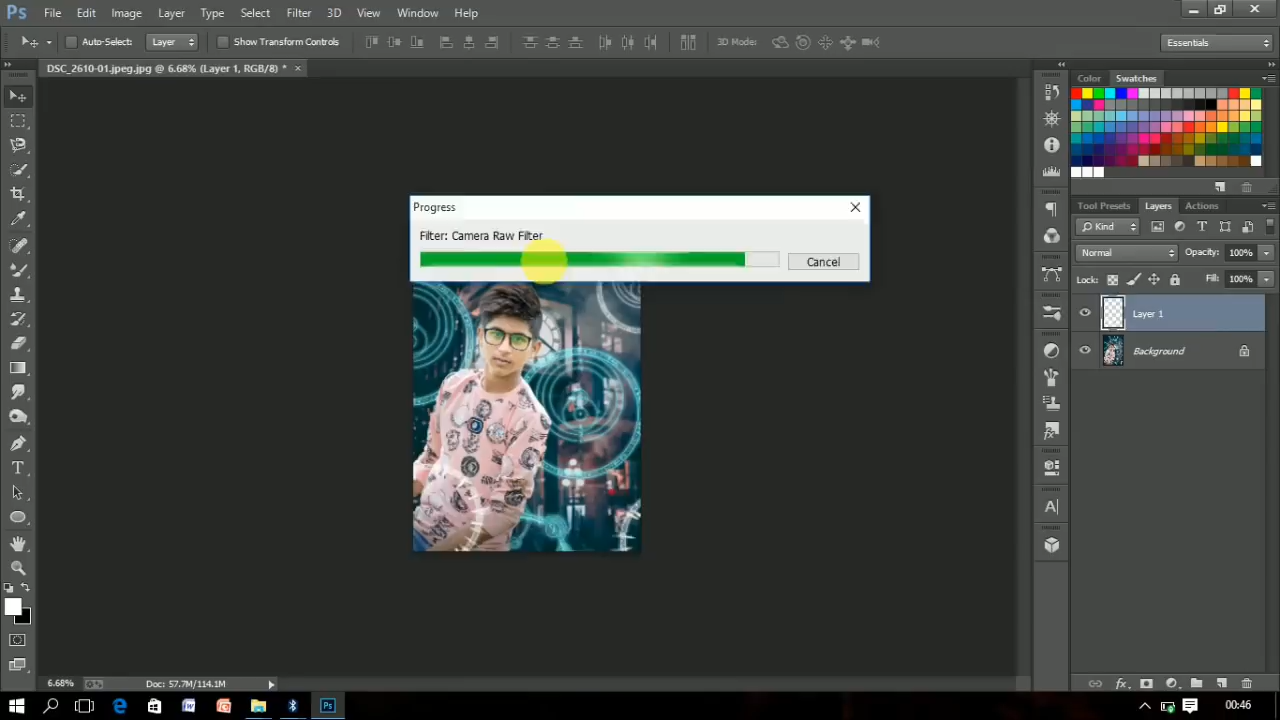 Ps File Edit Image Layer Type Select Filter 3D View Window Help
Auto-Select: Layer Show Transform Controls 3D Mode: Essentials
DSC_2610-01.jpeg.jpg @ 6.68% (Layer 1, RGB/8) * ×
Color Swatches
Progress
Filter: Camera Raw Filter
Cancel
Tool Presets Layers Actions
Kind
Normal Opacity: 100%
Lock: Fill: 100%
Layer 1
Background
6.68% Doc: 57.7M/114.1M
Ps 00:46